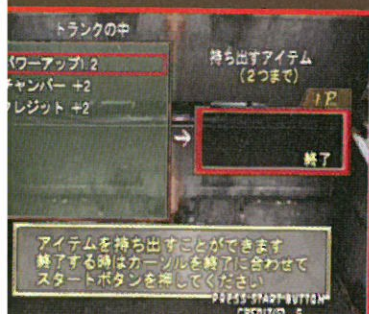 トランクの中
パワーアップ1.2
チャンバー +2
クレジット +2
持ち出すアイテム
(2つまで)
1P
→
終了
アイテムを持ち出すことができます
終了する時はカーソルを終了に合わせて
スタートボタンを押してください
PRESS START BUTTON
CREDIT(S) 5